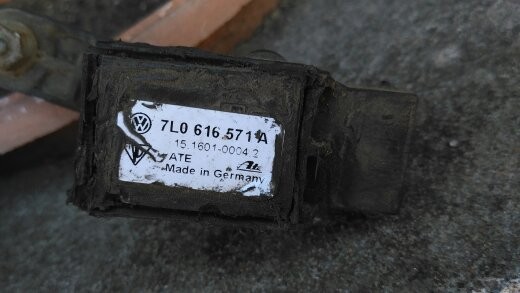 7L0 616 571 A
15.1601-0004.2
ATE
Made in Germany